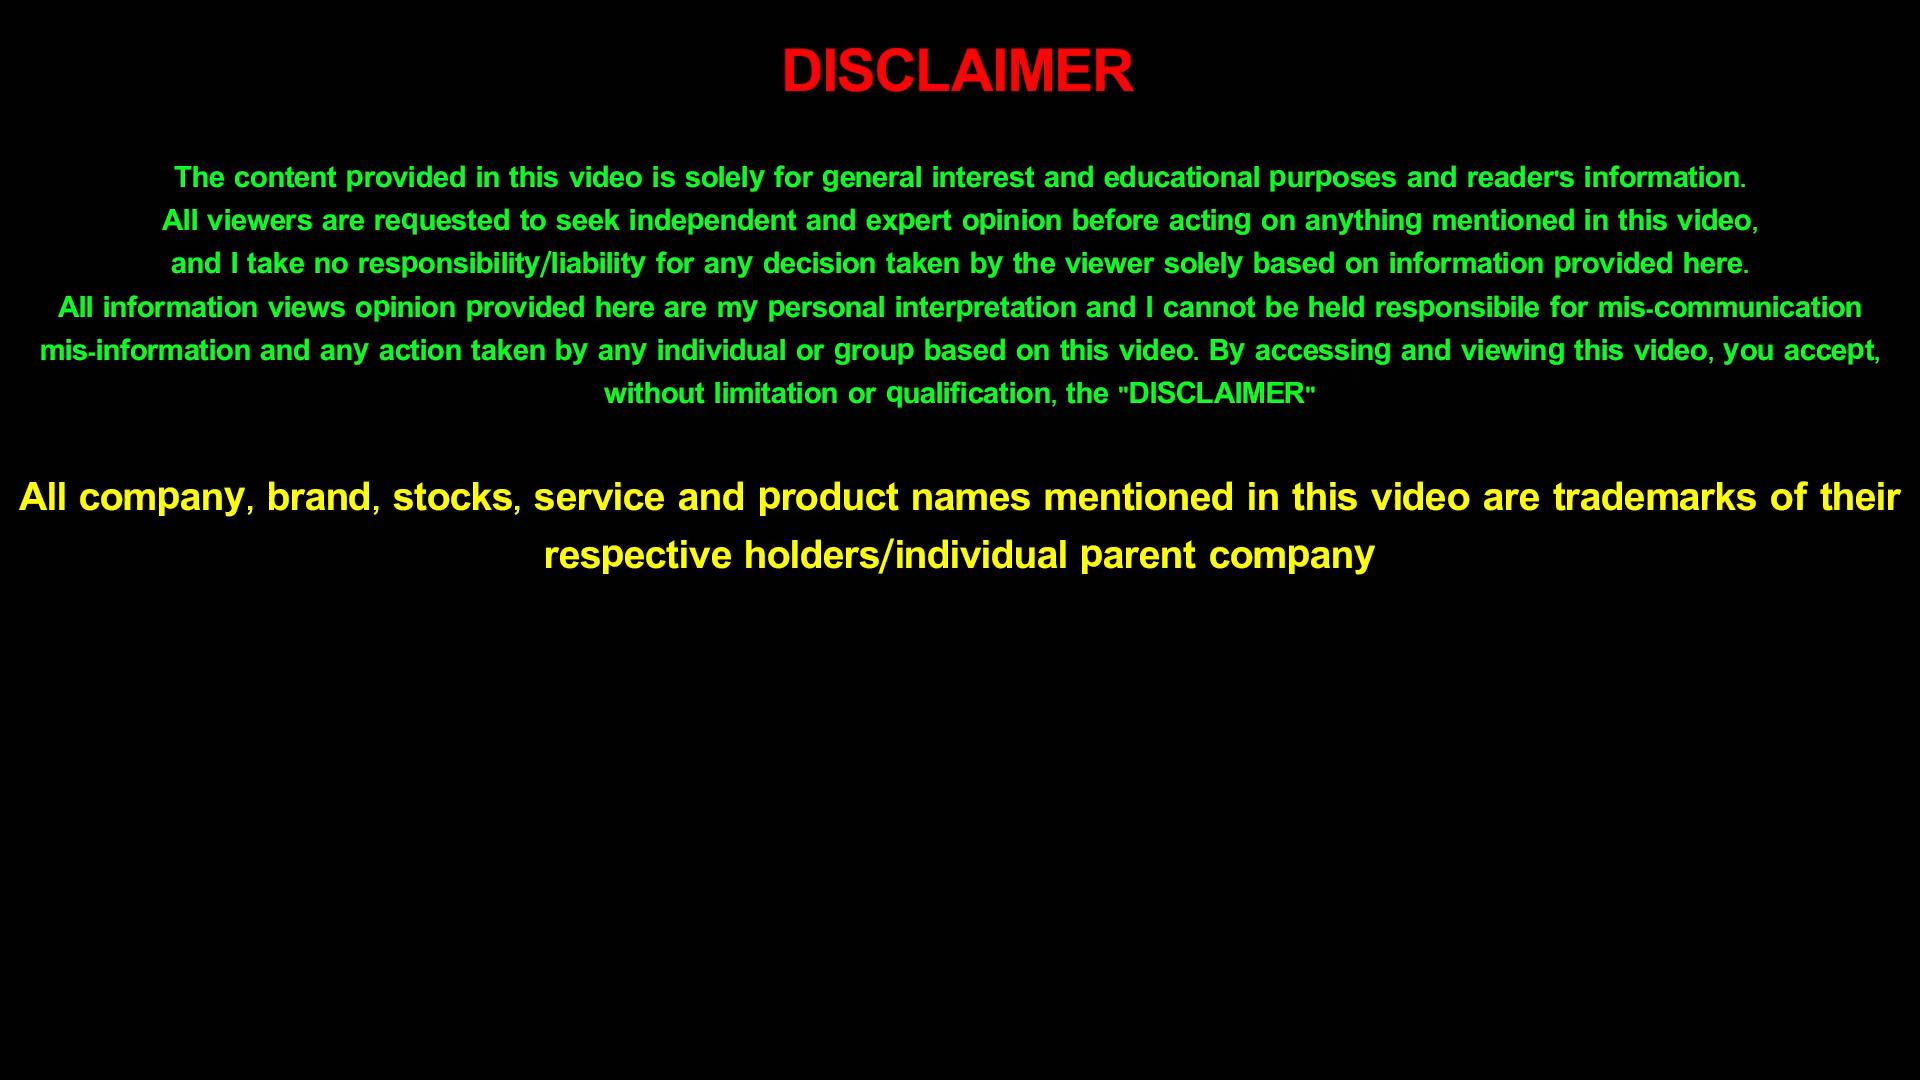 DISCLAIMER
The content provided in this video is solely for general interest and educational purposes and reader's information.
All viewers are requested to seek independent and expert opinion before acting on anything mentioned in this video,
and I take no responsibility/liability for any decision taken by the viewer solely based on information provided here.
All information views opinion provided here are my personal interpretation and I cannot be held responsibile for mis-communication
mis-information and any action taken by any individual or group based on this video. By accessing and viewing this video, you accept,
without limitation or qualification, the "DISCLAIMER"
All company, brand, stocks, service and product names mentioned in this video are trademarks of their
respective holders/individual parent company